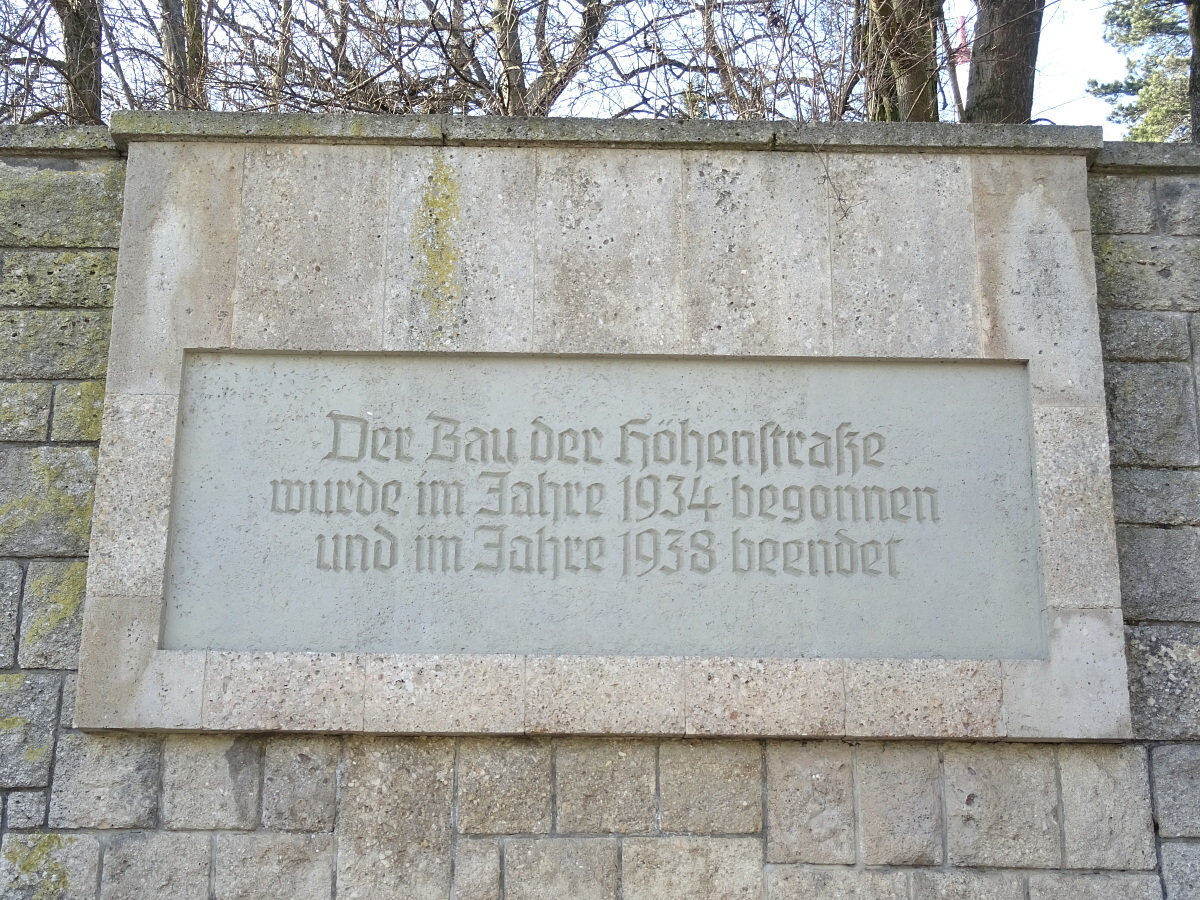 Der Bau der Höhenstraße
wurde im Jahre 1934 begonnen
und im Jahre 1938 beendet